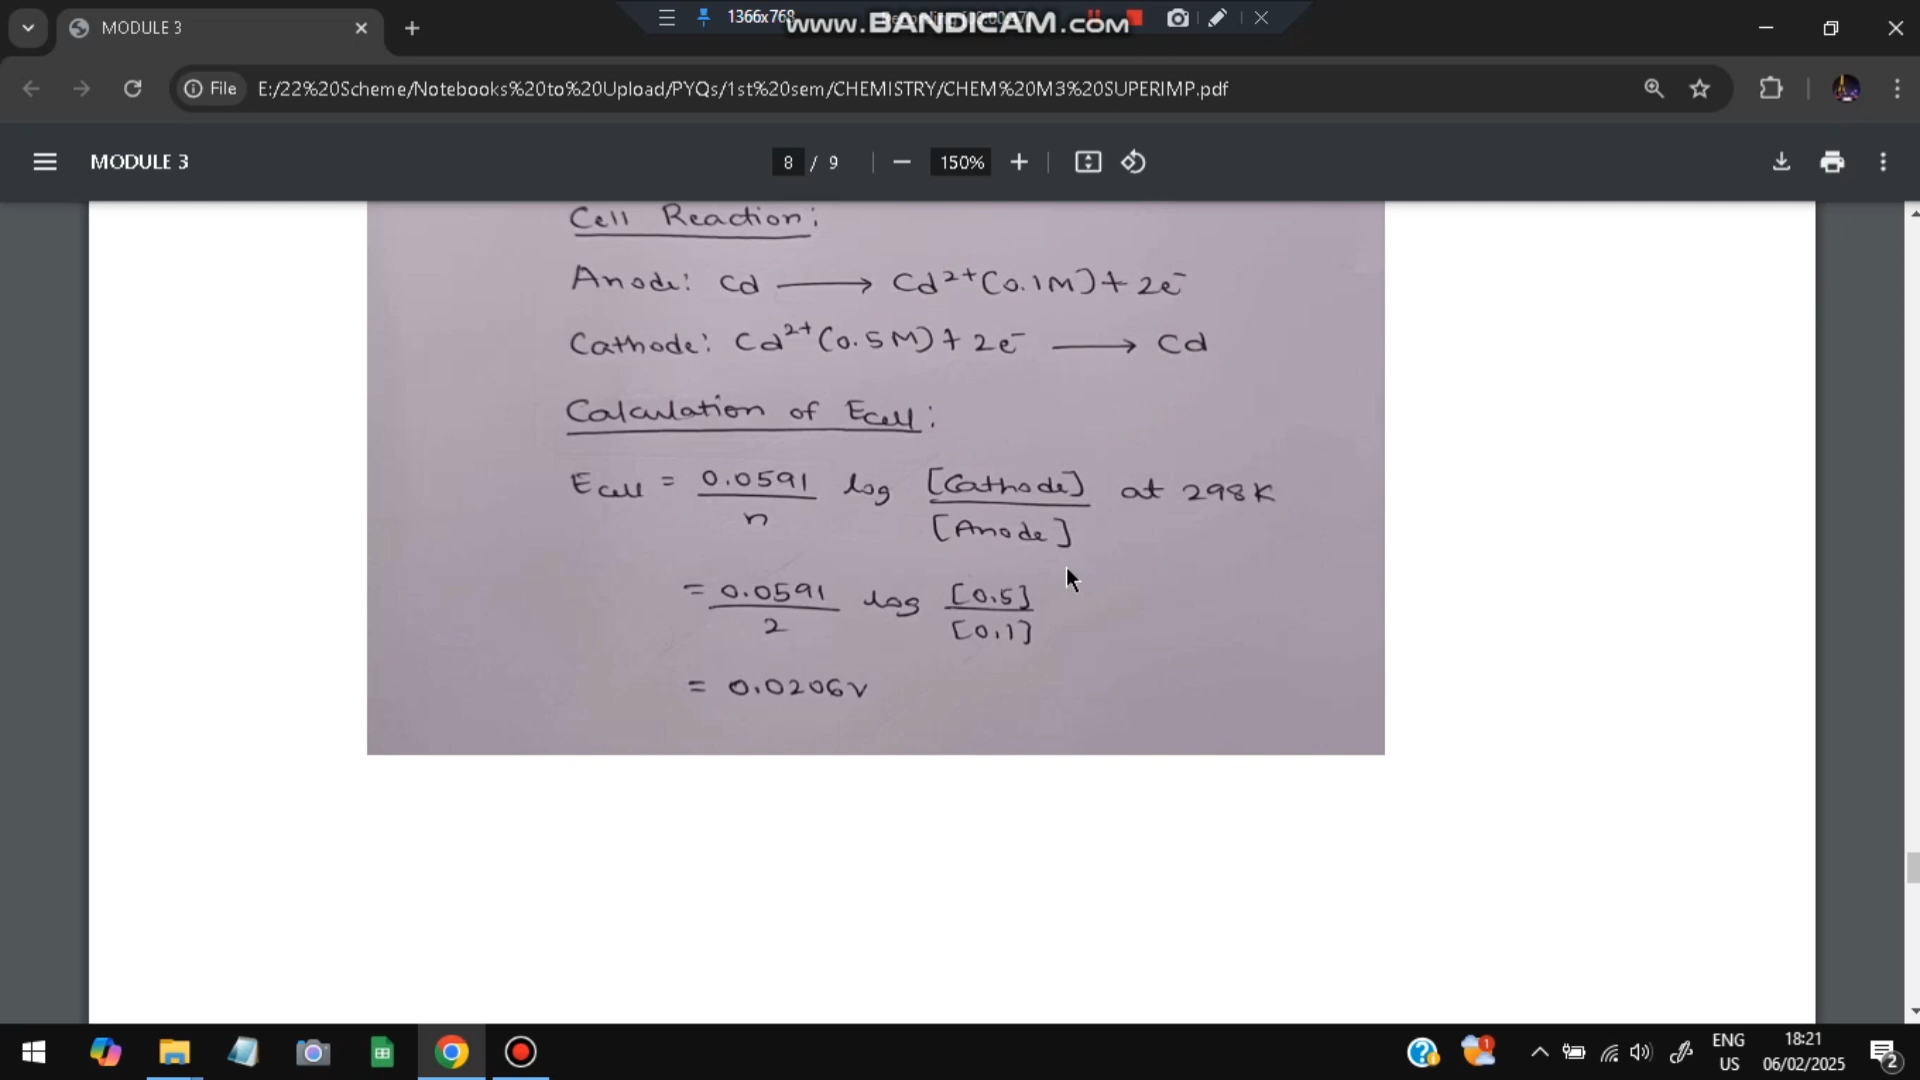 MODULE 3
1366x768
www.BANDICAM.com
File
E:/22%20Scheme/Notebooks%20to%20Upload/PYQs/1st%20sem/CHEMISTRY/CHEM%20M3%20SUPERIMP.pdf
MODULE 3
8 / 9
150%
Cell Reaction:
Anode: Cd ⟶ Cd²⁺(0.1M) + 2e⁻
Cathode: Cd²⁺(0.5M) + 2e⁻ ⟶ Cd
Calculation of Ecell:
Ecell = 0.0591/n log [Cathode]/[Anode] at 298K
= 0.0591/2 log [0.5]/[0.1]
= 0.0206V
ENG
US
18:21
06/02/2025
1
2